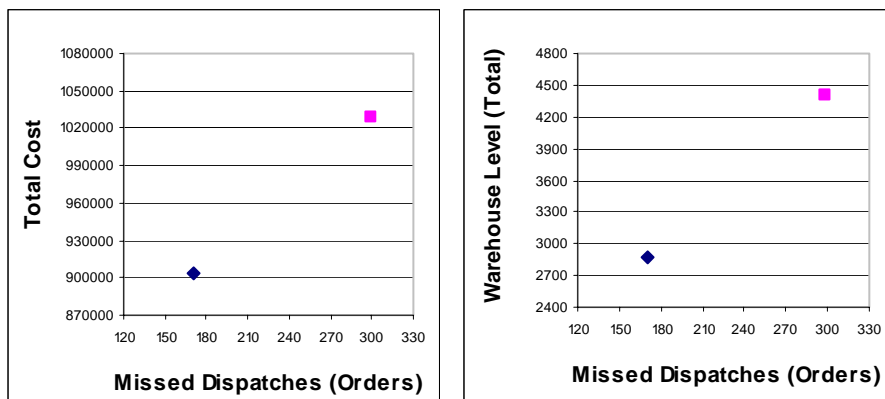 Total Cost
1080000
1050000
1020000
990000
960000
930000
900000
870000
120 150 180 210 240 270 300 330
Missed Dispatches (Orders)
Warehouse Level (Total)
4800
4500
4200
3900
3600
3300
3000
2700
2400
120 150 180 210 240 270 300 330
Missed Dispatches (Orders)